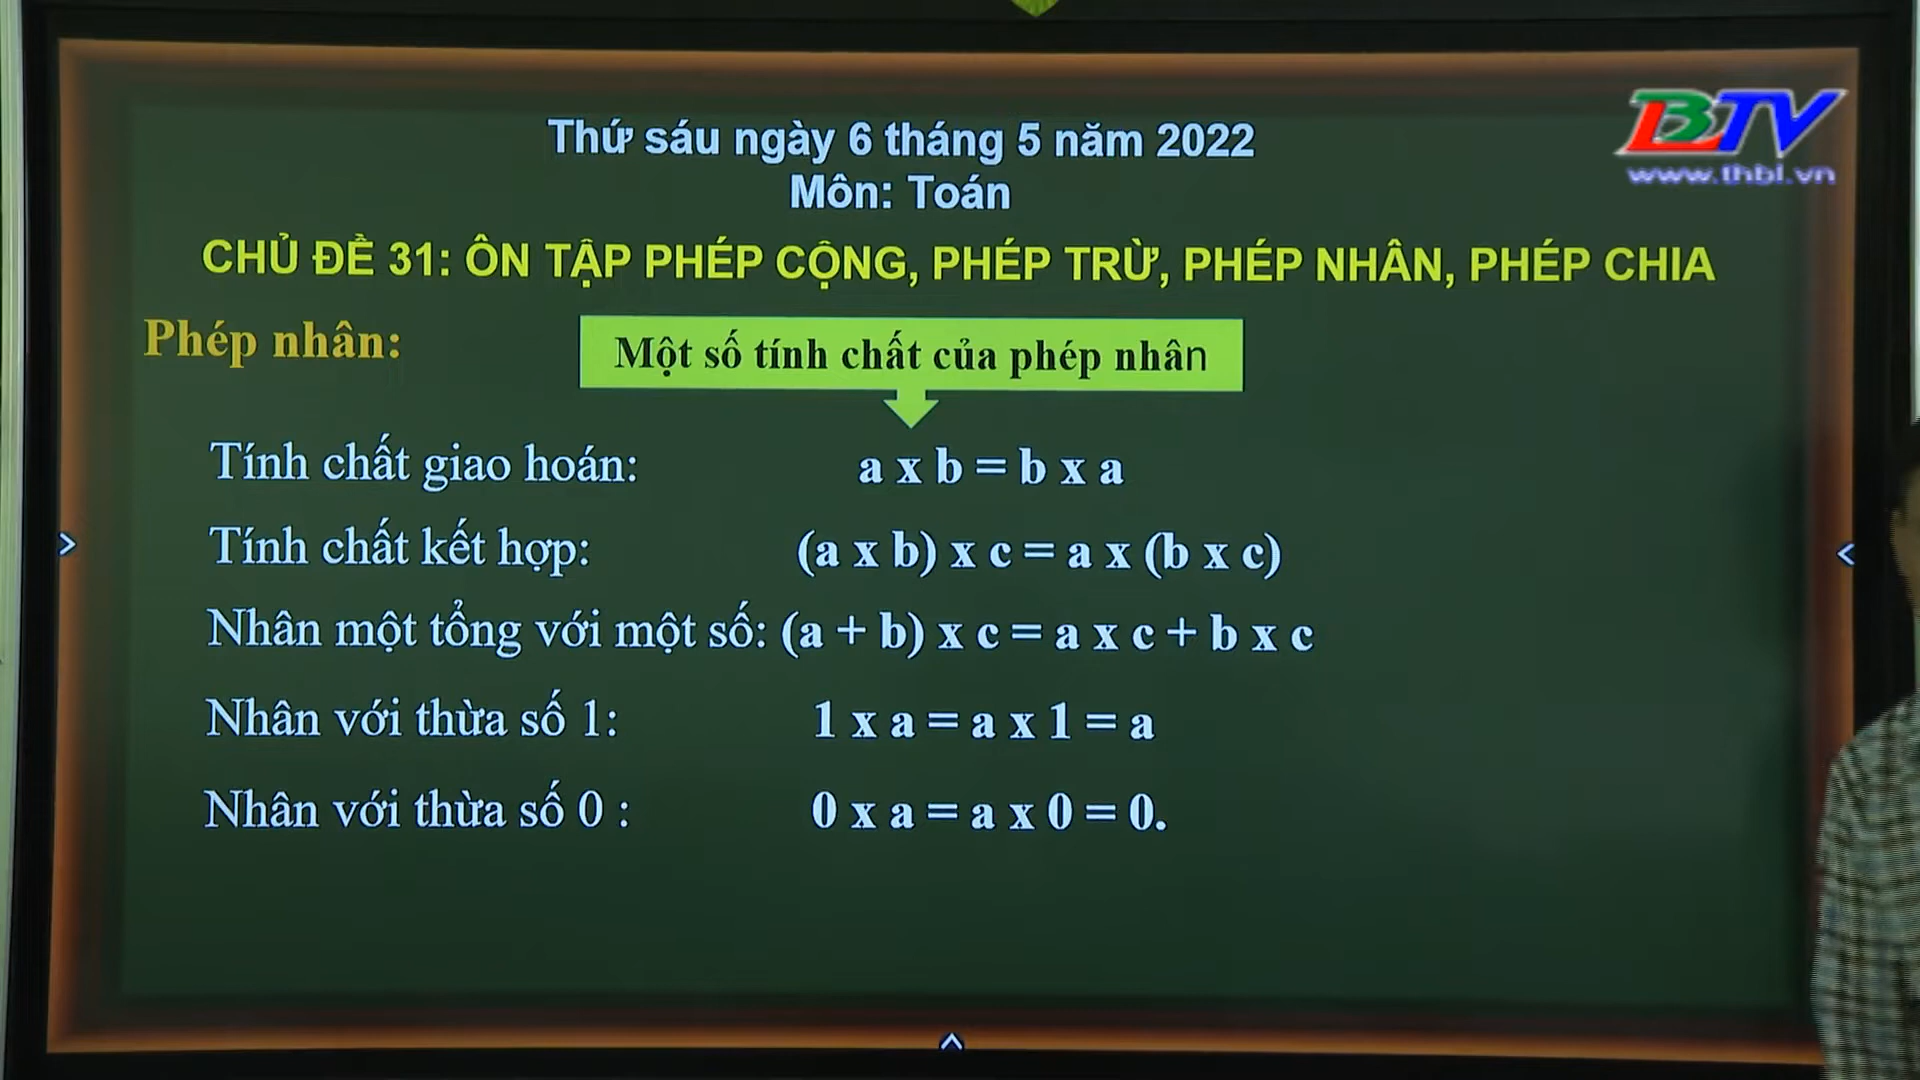 BTV
www.thbl.vn
Thứ sáu ngày 6 tháng 5 năm 2022
Môn: Toán
CHỦ ĐỀ 31: ÔN TẬP PHÉP CỘNG, PHÉP TRỪ, PHÉP NHÂN, PHÉP CHIA
Phép nhân:
Một số tính chất của phép nhân
Tính chất giao hoán: a x b = b x a
Tính chất kết hợp: (a x b) x c = a x (b x c)
Nhân một tổng với một số: (a + b) x c = a x c + b x c
Nhân với thừa số 1: 1 x a = a x 1 = a
Nhân với thừa số 0 : 0 x a = a x 0 = 0.